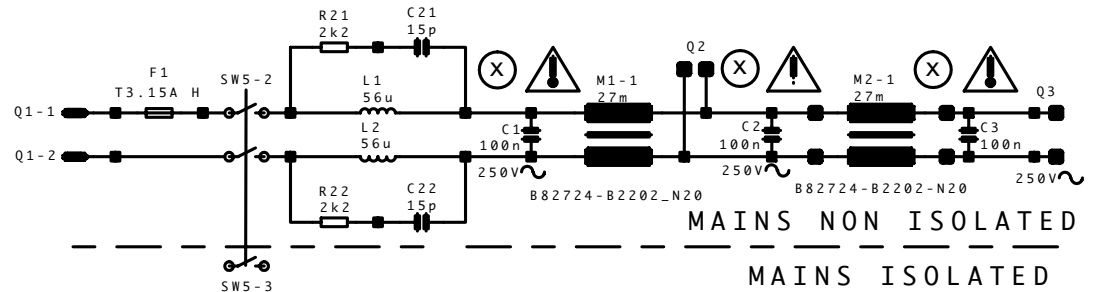 R21
2k2
C21
15p
F1
T3.15A H
SW5-2
L1
56u
Q1-1
L2
56u
Q1-2
R22
2k2
C22
15p
X
M1-1
27m
C1
100n
250V
B82724-B2202_N20
Q2
X
C2
100n
250V
M2-1
27m
B82724-B2202-N20
X
C3
100n
Q3
250V
MAINS NON ISOLATED
MAINS ISOLATED
SW5-3